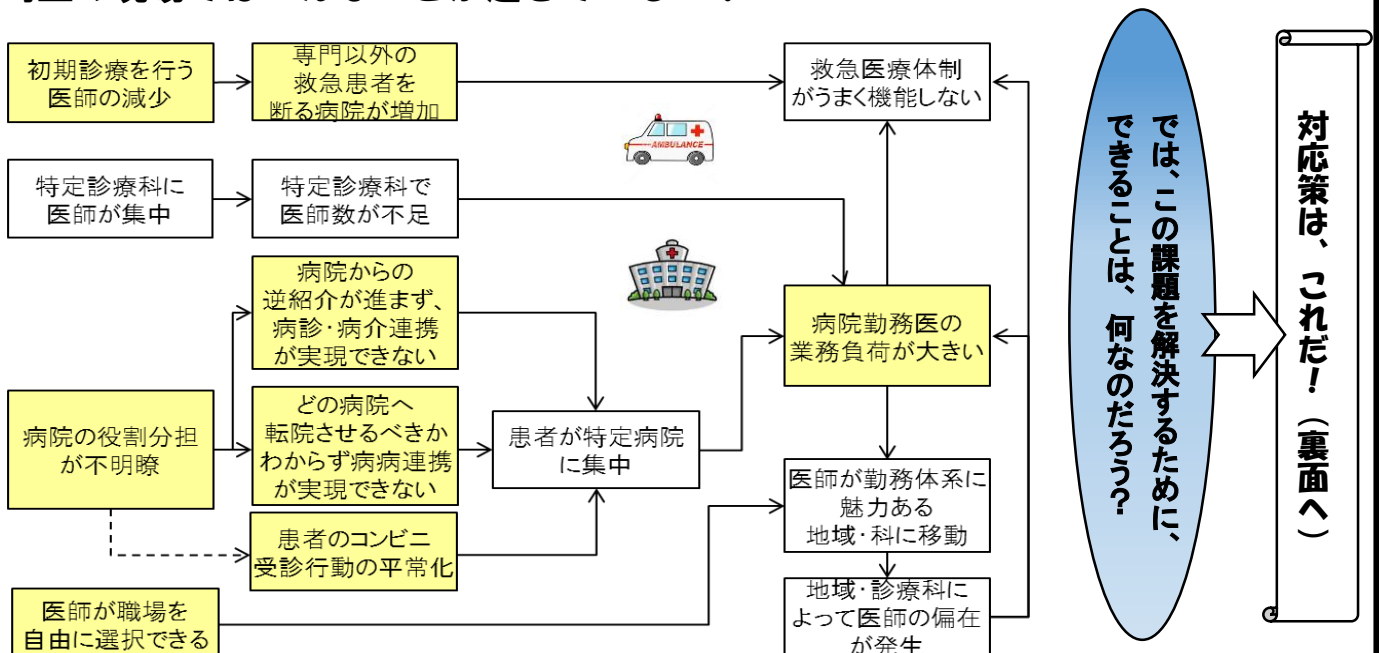 初期診療を行う
医師の減少
専門以外の
救急患者を
断る病院が増加
救急医療体制
がうまく機能しない
AMBULANCE
特定診療科に
医師が集中
特定診療科で
医師数が不足
病院からの
逆紹介が進まず、
病診・病介連携
が実現できない
病院勤務医の
業務負荷が大きい
病院の役割分担
が不明瞭
どの病院へ
転院させるべきか
わからず病病連携
が実現できない
患者が特定病院
に集中
医師が勤務体系に
魅力ある
地域・科に移動
患者のコンビニ
受診行動の平常化
医師が職場を
自由に選択できる
地域・診療科に
よって医師の偏在
が発生
では、この課題を解決するために、
できることは、何なのだろう？
対応策は、これだ！（裏面へ）